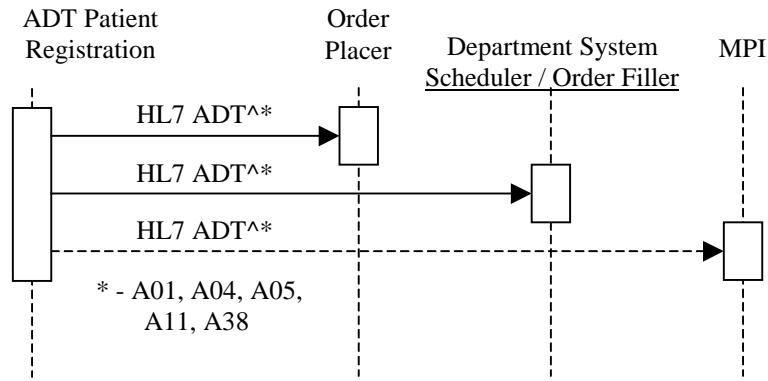 ADT Patient
Registration
Order
Placer
Department System
Scheduler / Order Filler
MPI
HL7 ADT^*
HL7 ADT^*
HL7 ADT^*
* - A01, A04, A05,
A11, A38